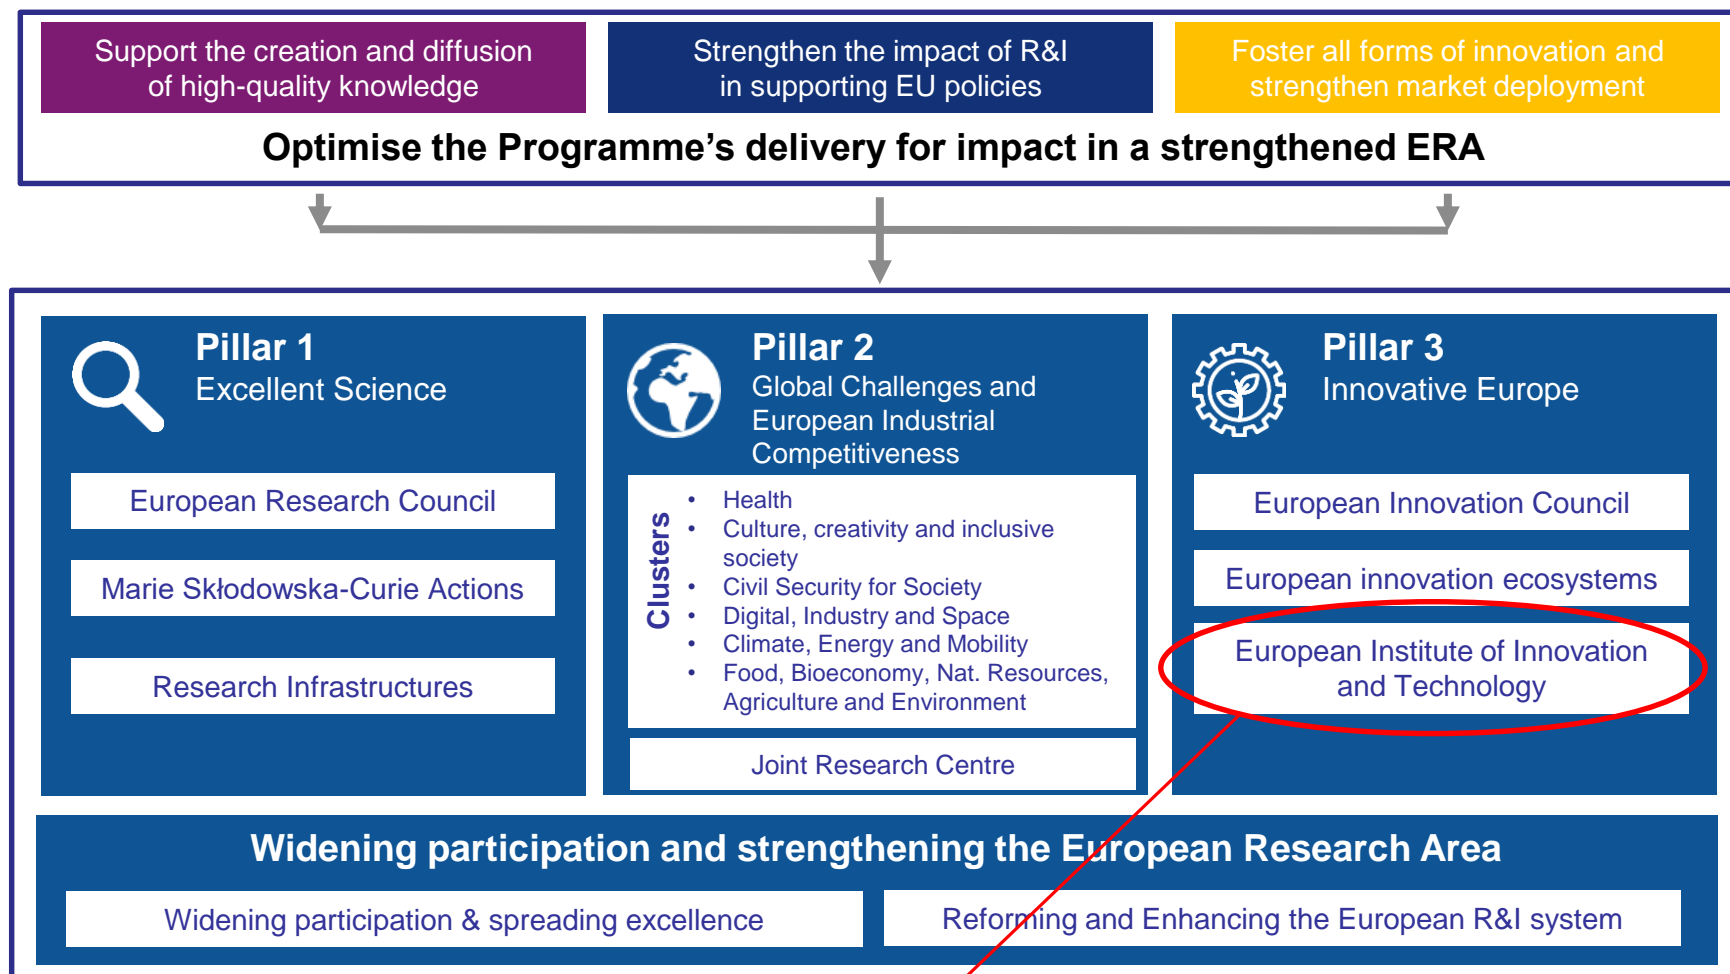 Support the creation and diffusion
of high-quality knowledge
Strengthen the impact of R&I
in supporting EU policies
Foster all forms of innovation and
strengthen market deployment
Optimise the Programme’s delivery for impact in a strengthened ERA
Pillar 1
Excellent Science
European Research Council
Marie Skłodowska-Curie Actions
Research Infrastructures
Pillar 2
Global Challenges and
European Industrial
Competitiveness
Clusters
• Health
• Culture, creativity and inclusive
society
• Civil Security for Society
• Digital, Industry and Space
• Climate, Energy and Mobility
• Food, Bioeconomy, Nat. Resources,
Agriculture and Environment
Joint Research Centre
Pillar 3
Innovative Europe
European Innovation Council
European innovation ecosystems
European Institute of Innovation
and Technology
Widening participation and strengthening the European Research Area
Widening participation & spreading excellence
Reforming and Enhancing the European R&I system